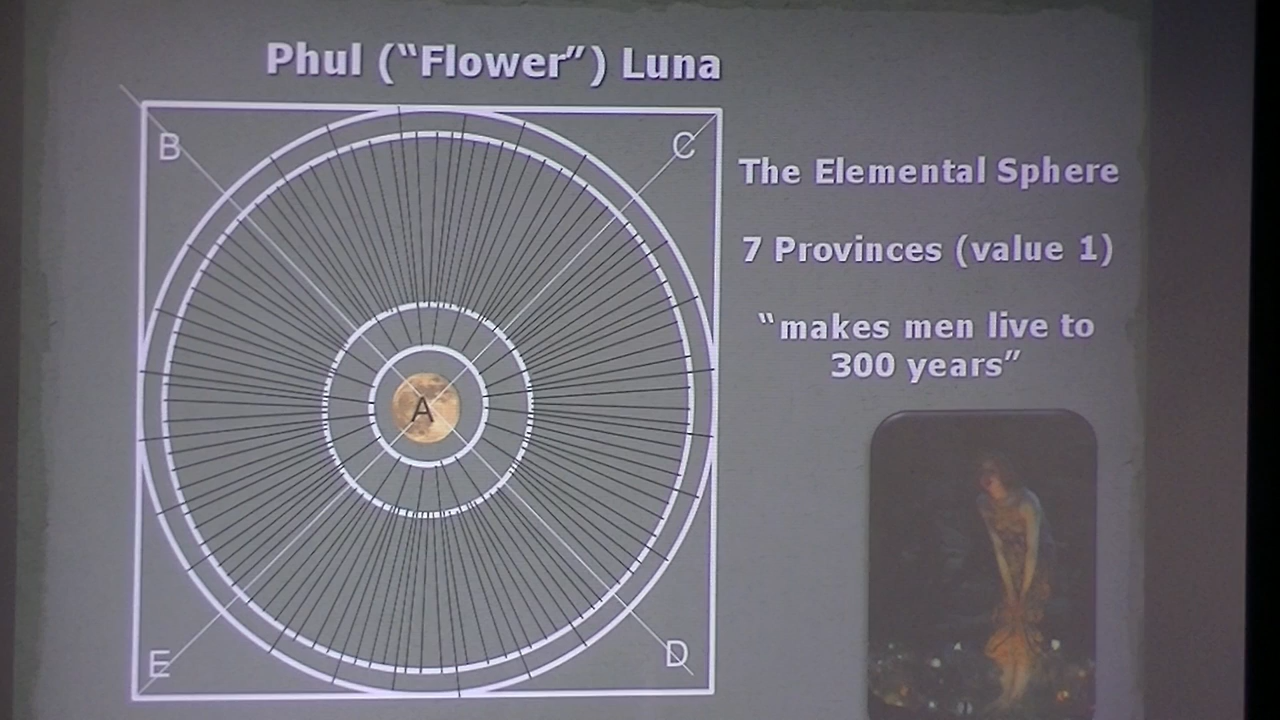 Phul (“Flower”) Luna
B
C
The Elemental Sphere
7 Provinces (value 1)
“makes men live to
300 years”
A
E
D